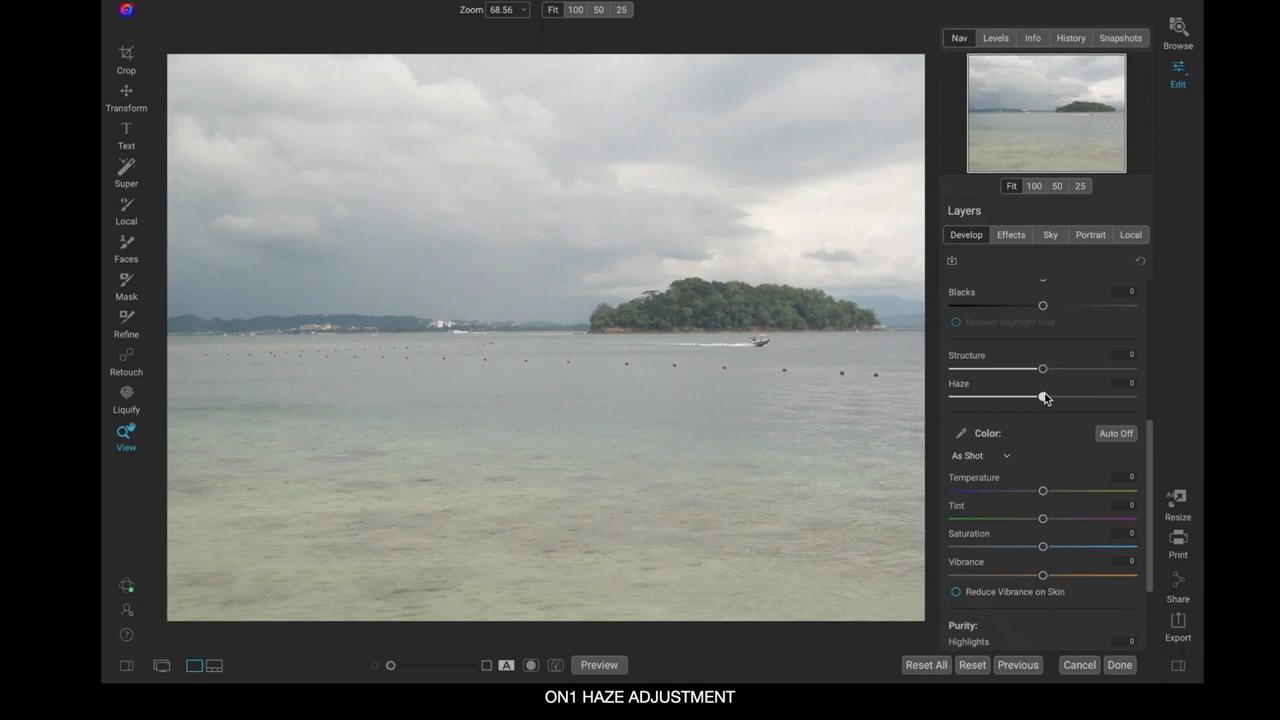 Zoom 68.56 Fit 100 50 25
Crop
Transform
T
Text
Super
Local
Faces
Mask
Refine
Retouch
Liquify
View
Nav Levels Info History Snapshots
Fit 100 50 25
Layers
Develop Effects Sky Portrait Local
Blacks 0
Recover Highlight Hue
Structure 0
Haze 0
Color: Auto Off
As Shot
Temperature 0
Tint 0
Saturation 0
Vibrance 0
Reduce Vibrance on Skin
Purity:
Highlights 0
Browse
Edit
AI
Resize
Print
Share
Export
A Preview
Reset All Reset Previous Cancel Done
?
ON1 HAZE ADJUSTMENT